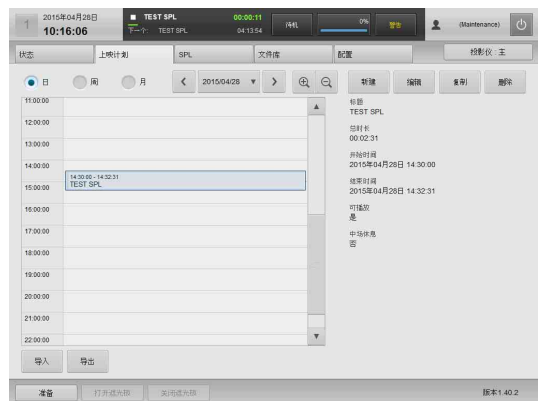 1
2015年04月28日
10:16:06
TEST SPL 00:00:11
下一个: TEST SPL 04:13:54
待机
0%
警告
(Maintenance)
状态 上映计划 SPL 文件库 配置 投影仪: 主
日 周 月 2015/04/28 新建 编辑 复制 删除
11:00:00
12:00:00
13:00:00
14:00:00
14:30:00 - 14:32:31
TEST SPL
15:00:00
16:00:00
17:00:00
18:00:00
19:00:00
20:00:00
21:00:00
22:00:00
标题
TEST SPL
总时长
00:02:31
开始时间
2015年04月28日 14:30:00
结束时间
2015年04月28日 14:32:31
可播放
是
中场休息
否
导入 导出
准备 打开遮光板 关闭遮光板 版本1.40.2